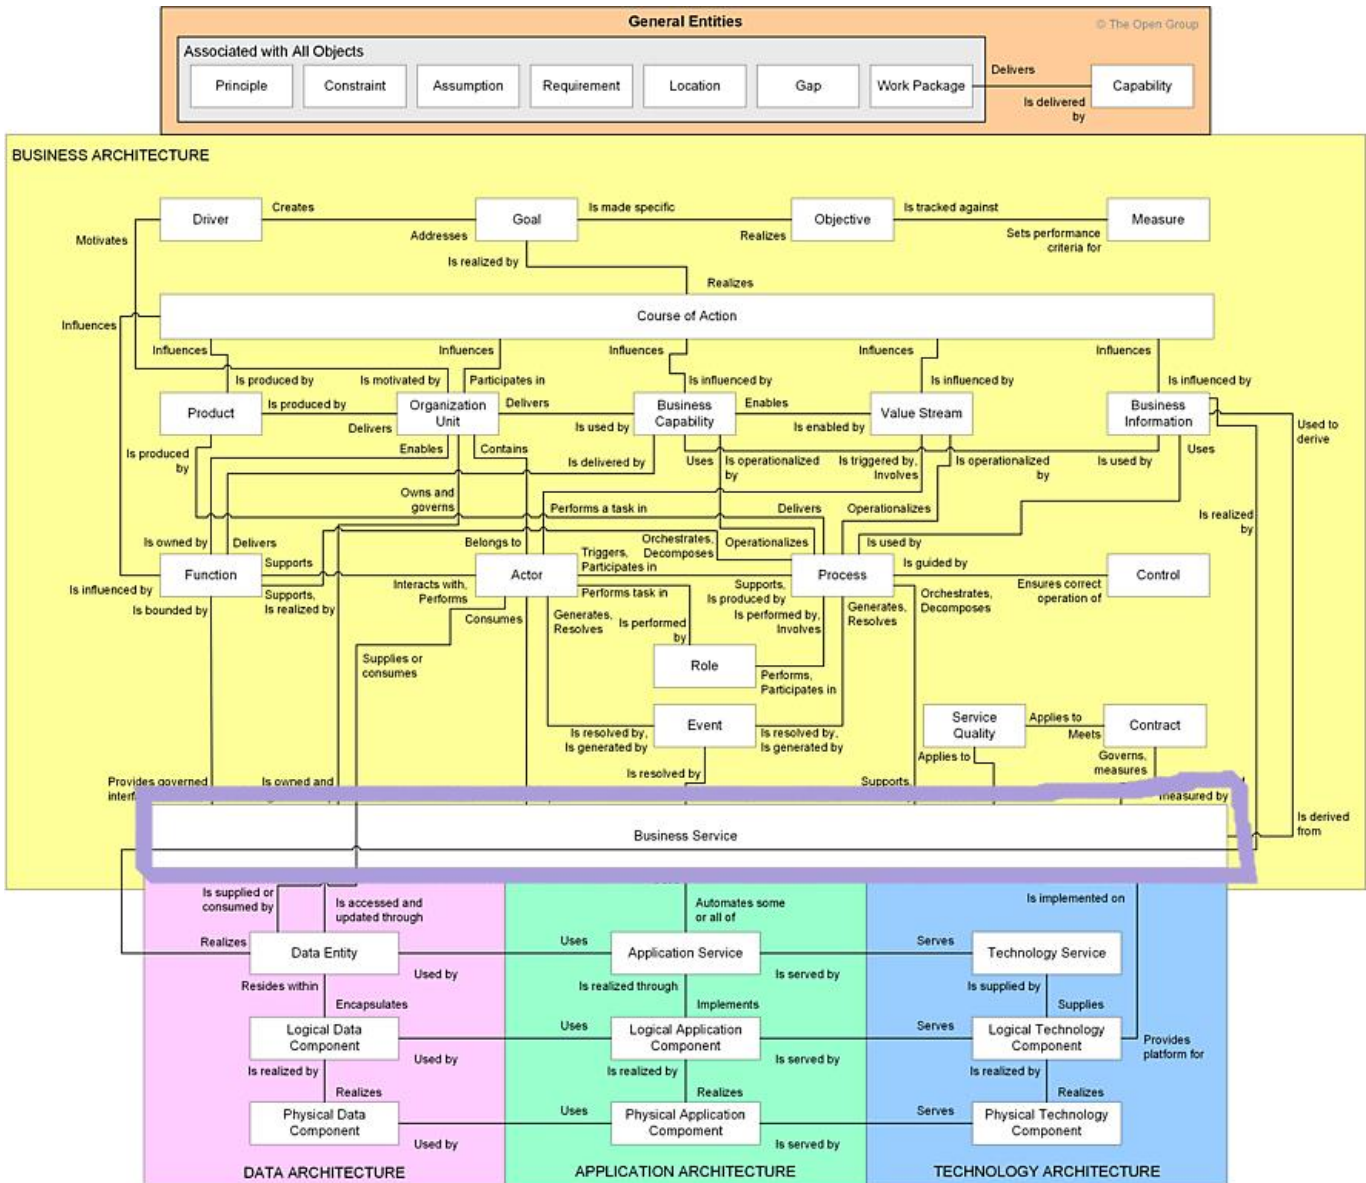 General Entities
© The Open Group
Associated with All Objects
Principle
Constraint
Assumption
Requirement
Location
Gap
Work Package
Delivers
Is delivered
by
Capability
BUSINESS ARCHITECTURE
Driver
Creates
Addresses
Goal
Is made specific
Realizes
Objective
Is tracked against
Sets performance
criteria for
Measure
Motivates
Is realized by
Realizes
Influences
Course of Action
Influences
Influences
Influences
Influences
Influences
Is produced by
Is motivated by
Participates in
Is influenced by
Is influenced by
Is influenced by
Product
Is produced by
Delivers
Organization
Unit
Delivers
Is used by
Business
Capability
Enables
Is enabled by
Value Stream
Business
Information
Used to
derive
Is produced
by
Enables
Contains
Is delivered by
Uses
Is operationalized
by
Is triggered by,
Involves
Is operationalized
by
Is used by
Uses
Owns and
governs
Performs a task in
Delivers
Operationalizes
Is realized
by
Is owned by
Delivers
Supports
Belongs to
Triggers,
Participates in
Orchestrates,
Decomposes
Operationalizes
Is used by
Is influenced by
Function
Supports,
Is realized by
Interacts with,
Performs
Actor
Performs task in
Supports,
Is produced by
Process
Is guided by
Ensures correct
operation of
Control
Is bounded by
Consumes
Generates,
Resolves
Is performed
by
Is performed by,
Involves
Generates,
Resolves
Orchestrates,
Decomposes
Supplies or
consumes
Role
Performs,
Participates in
Event
Is resolved by,
Is generated by
Is resolved by,
Is generated by
Is resolved by
Service
Quality
Applies to
Meets
Contract
Applies to
Governs,
measures
Provides governed
Is owned and
Supports,
measured by
Business Service
Is derived
from
Is supplied or
consumed by
Is accessed and
updated through
Automates some
or all of
Is implemented on
Realizes
Data Entity
Uses
Used by
Application Service
Serves
Is served by
Technology Service
Resides within
Encapsulates
Is realized through
Implements
Is supplied by
Supplies
Logical Data
Component
Uses
Used by
Logical Application
Component
Serves
Is served by
Logical Technology
Component
Provides
platform for
Is realized by
Realizes
Is realized by
Realizes
Is realized by
Realizes
Physical Data
Component
Uses
Used by
Physical Application
Compoment
Serves
Is served by
Physical Technology
Component
DATA ARCHITECTURE
APPLICATION ARCHITECTURE
TECHNOLOGY ARCHITECTURE